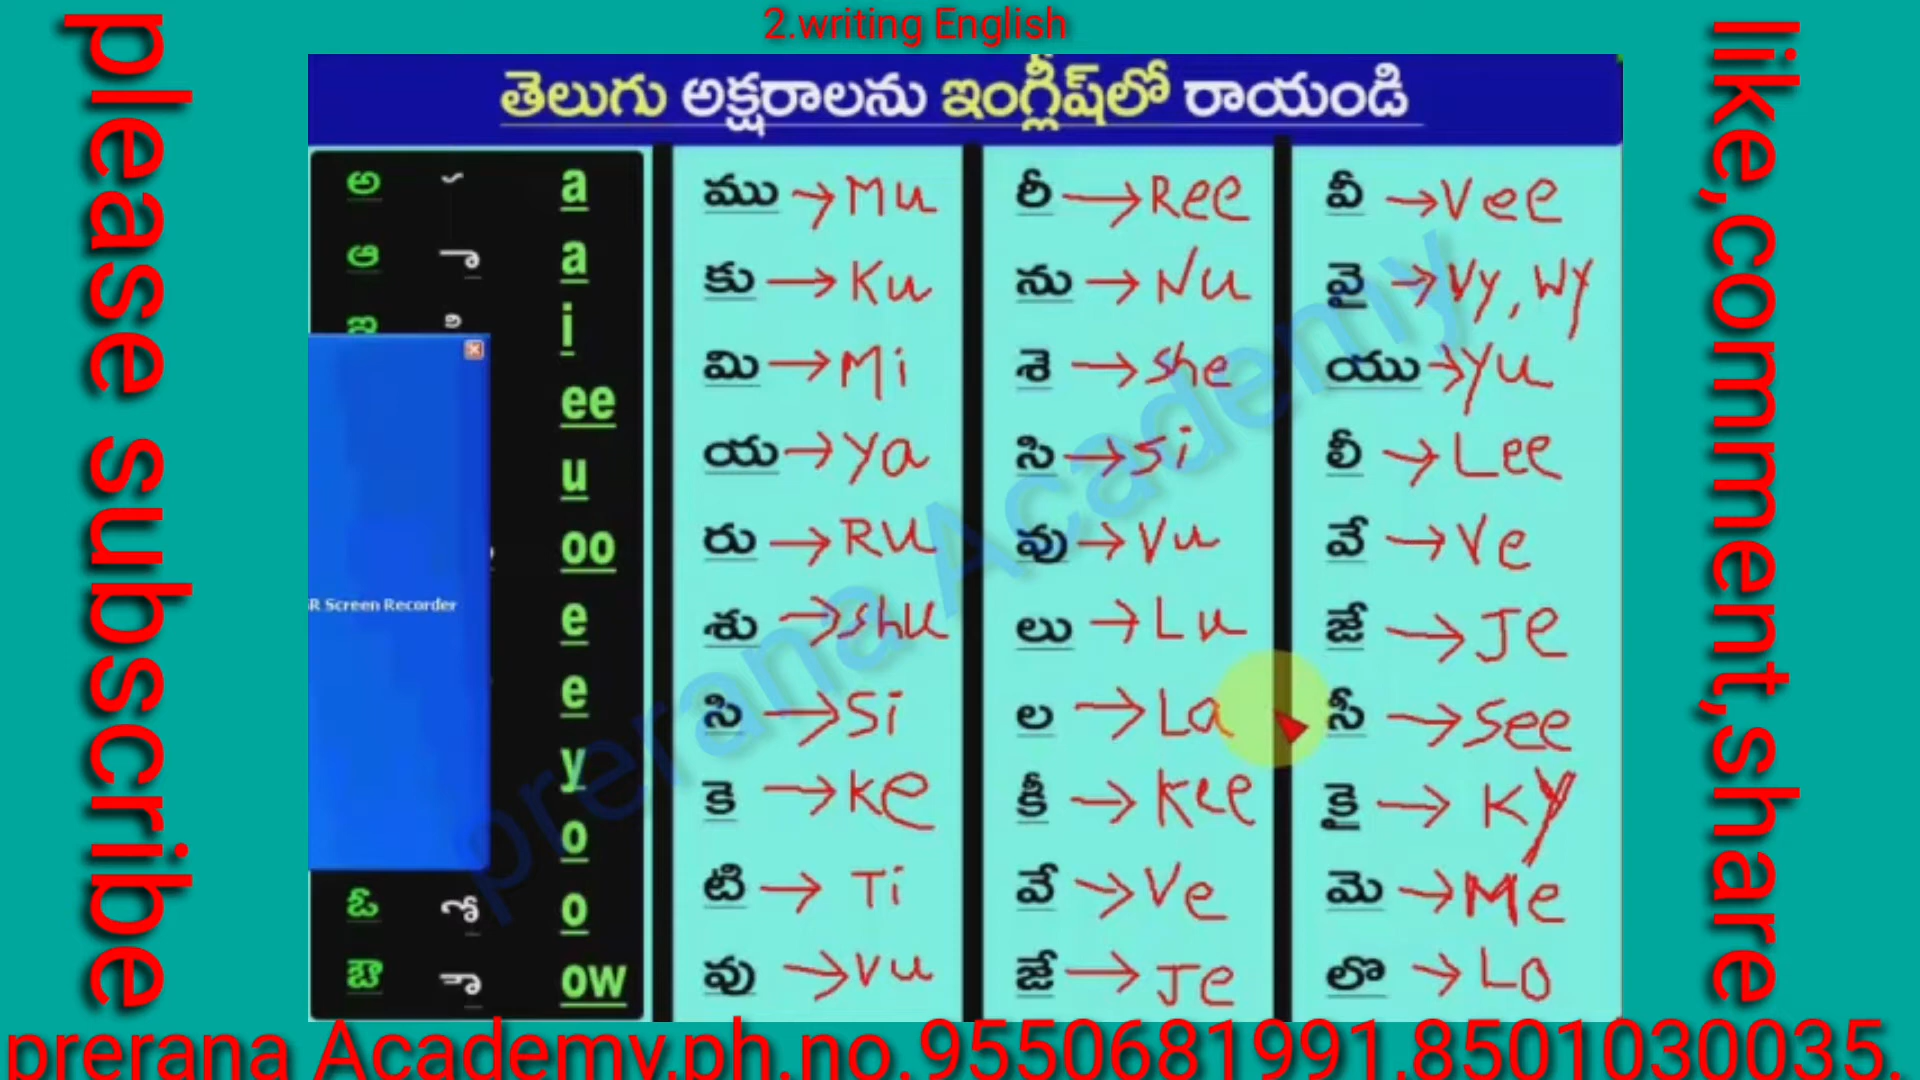 2.writing English
please subscribe
like,comment,share
తెలుగు అక్షరాలను ఇంగ్లీష్‌లో రాయండి
అ a
ఆ ా a
ఇ ి i
ee
u
oo
e
e
y
o
ఓ ో o
ఔ ౌ ow
SR Screen Recorder
ము → Mu
కు → Ku
మి → Mi
య → Ya
రు → RU
శు → shu
సి → Si
కె → Ke
టి → Ti
వు → Vu
రీ → Ree
ను → Nu
శె → she
సి → Si
వు → Vu
లు → Lu
ల → La
కీ → Kee
వే → Ve
జే → Je
వీ → Vee
వై → Vy, Wy
యు → Yu
లీ → Lee
వే → Ve
జే → Je
సీ → See
కై → KY
మె → Me
లొ → LO
prerana Academy
prerana Academy,ph.no.9550681991,8501030035.